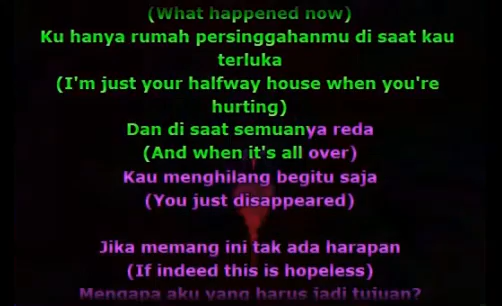 (What happened now)
Ku hanya rumah persinggahanmu di saat kau
terluka
(I'm just your halfway house when you're
hurting)
Dan di saat semuanya reda
(And when it's all over)
Kau menghilang begitu saja
(You just disappeared)
Jika memang ini tak ada harapan
(If indeed this is hopeless)
Mengapa aku yang harus jadi tujuan?